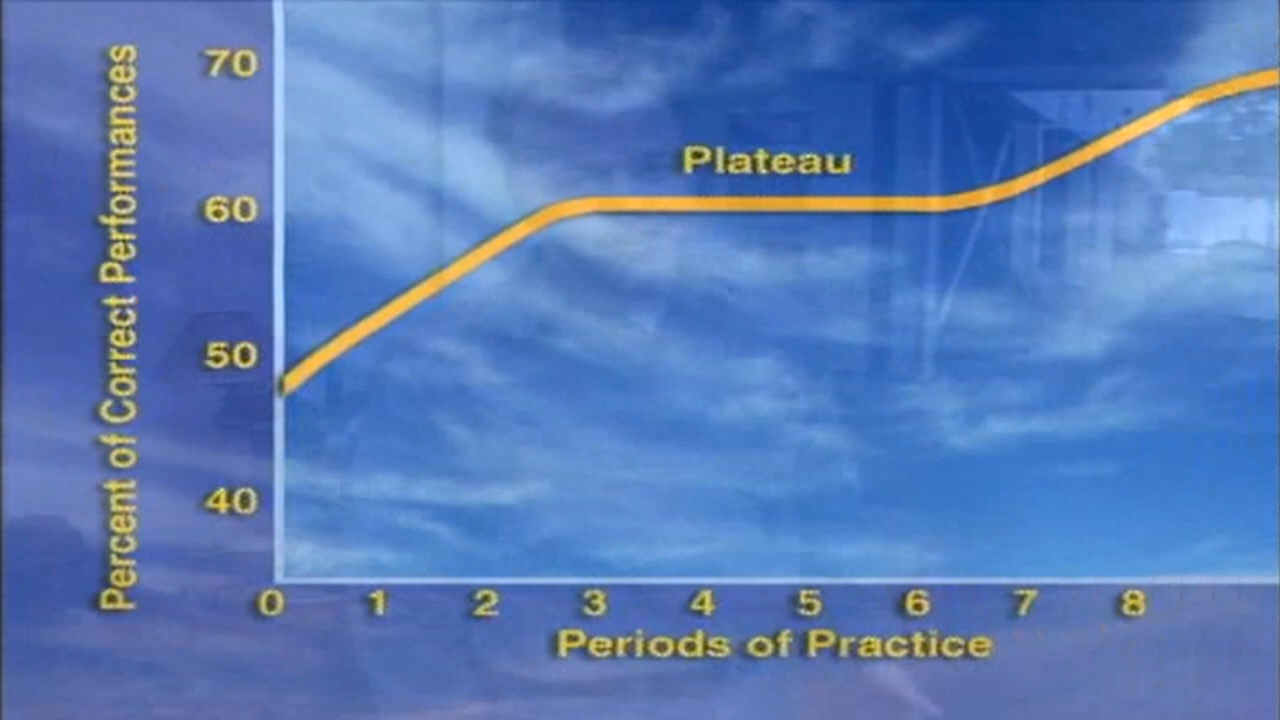 Percent of Correct Performances
70
60
50
40
Plateau
0 1 2 3 4 5 6 7 8
Periods of Practice